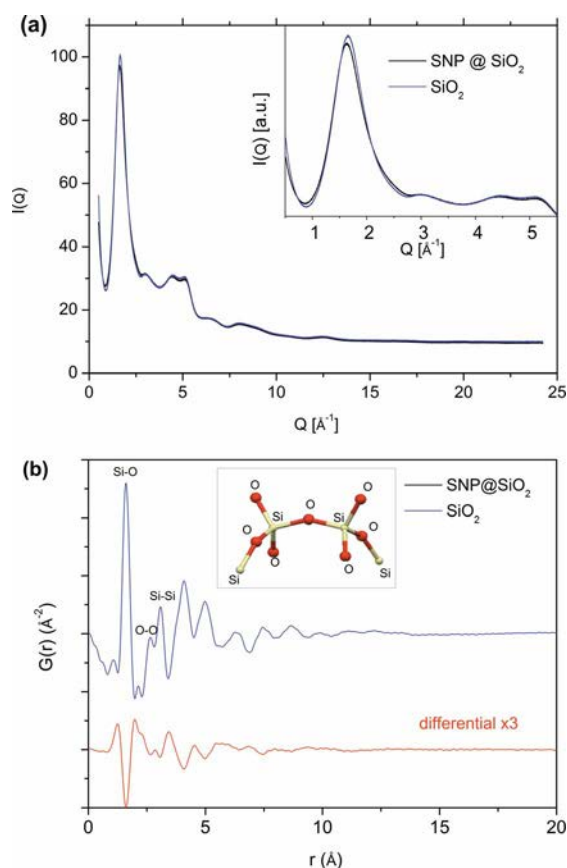 (a)
100
80
60
40
20
0
I(Q)
0 5 10 15 20 25
Q [Å⁻¹]
SNP @ SiO₂
SiO₂
I(Q) [a.u.]
1 2 3 4 5
Q [Å⁻¹]
(b)
Si-O
O-O
Si-Si
O O
Si O Si
O O
O O
Si Si
SNP@SiO₂
SiO₂
G(r) (Å⁻²)
differential x3
0 5 10 15 20
r (Å)